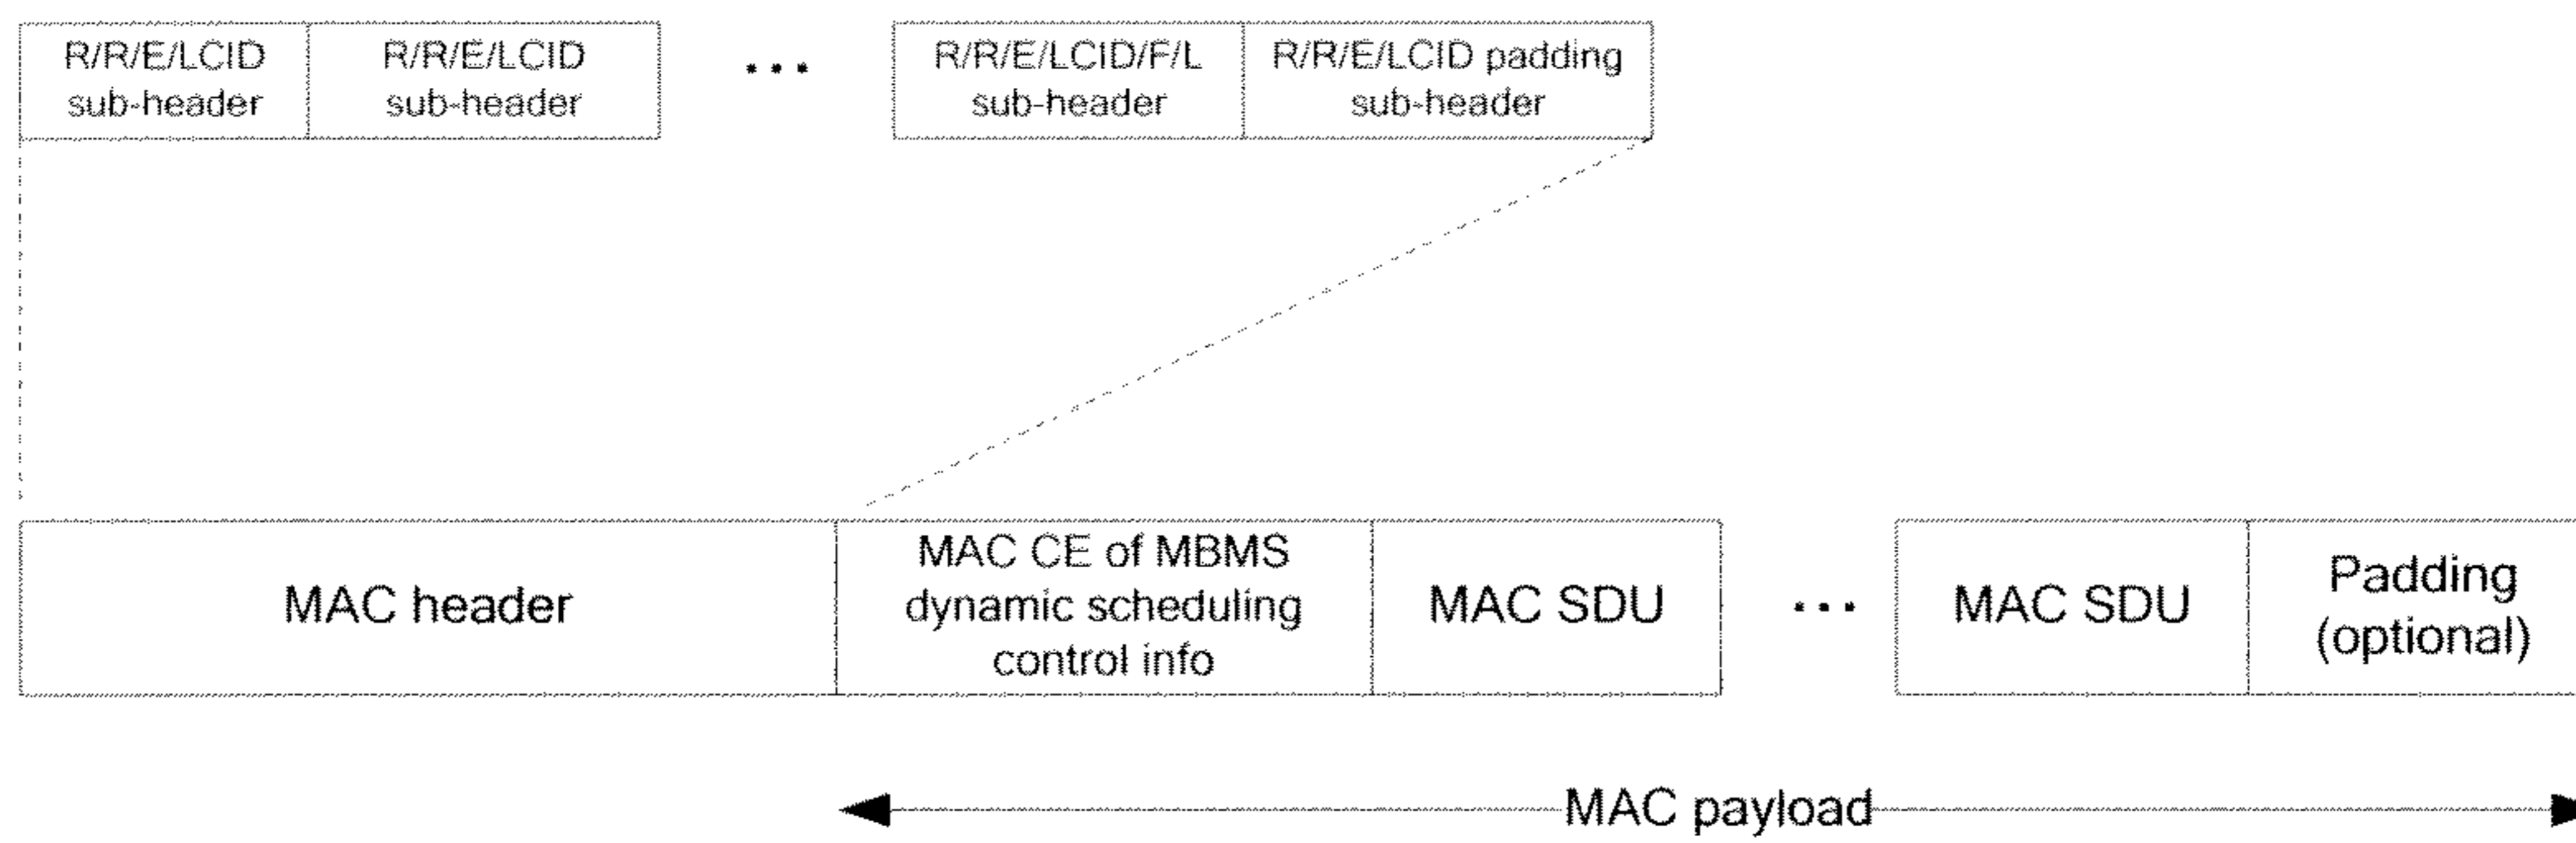 R/R/E/LCID
sub-header
R/R/E/LCID
sub-header
...
R/R/E/LCID/F/L
sub-header
R/R/E/LCID padding
sub-header
MAC header
MAC CE of MBMS
dynamic scheduling
control info
MAC SDU
...
MAC SDU
Padding
(optional)
MAC payload